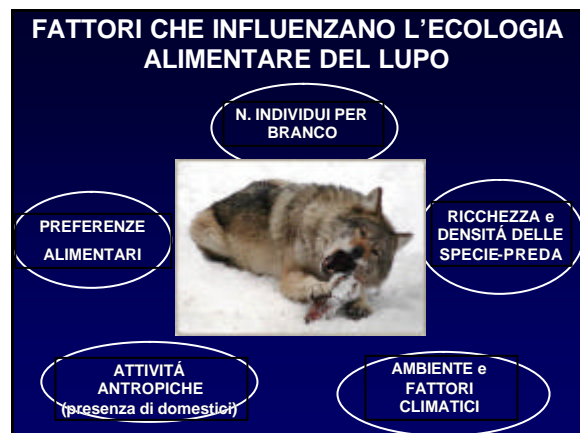 FATTORI CHE INFLUENZANO L'ECOLOGIA
ALIMENTARE DEL LUPO
N. INDIVIDUI PER
BRANCO
PREFERENZE
ALIMENTARI
RICCHEZZA e
DENSITÁ DELLE
SPECIE-PREDA
ATTIVITÁ
ANTROPICHE
(presenza di domestici)
AMBIENTE e
FATTORI
CLIMATICI